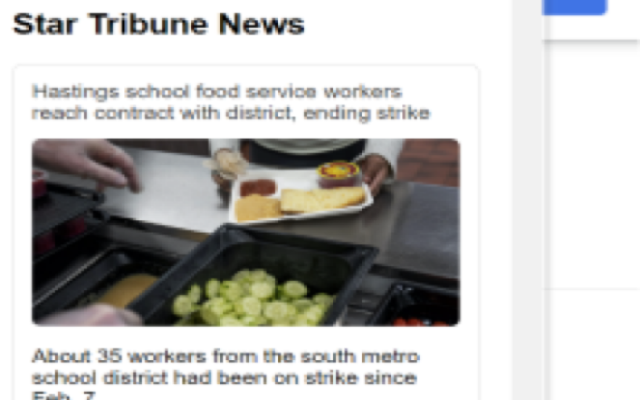 Star Tribune News
Hastings school food service workers
reach contract with district, ending strike
About 35 workers from the south metro
school district had been on strike since
Feb. 7